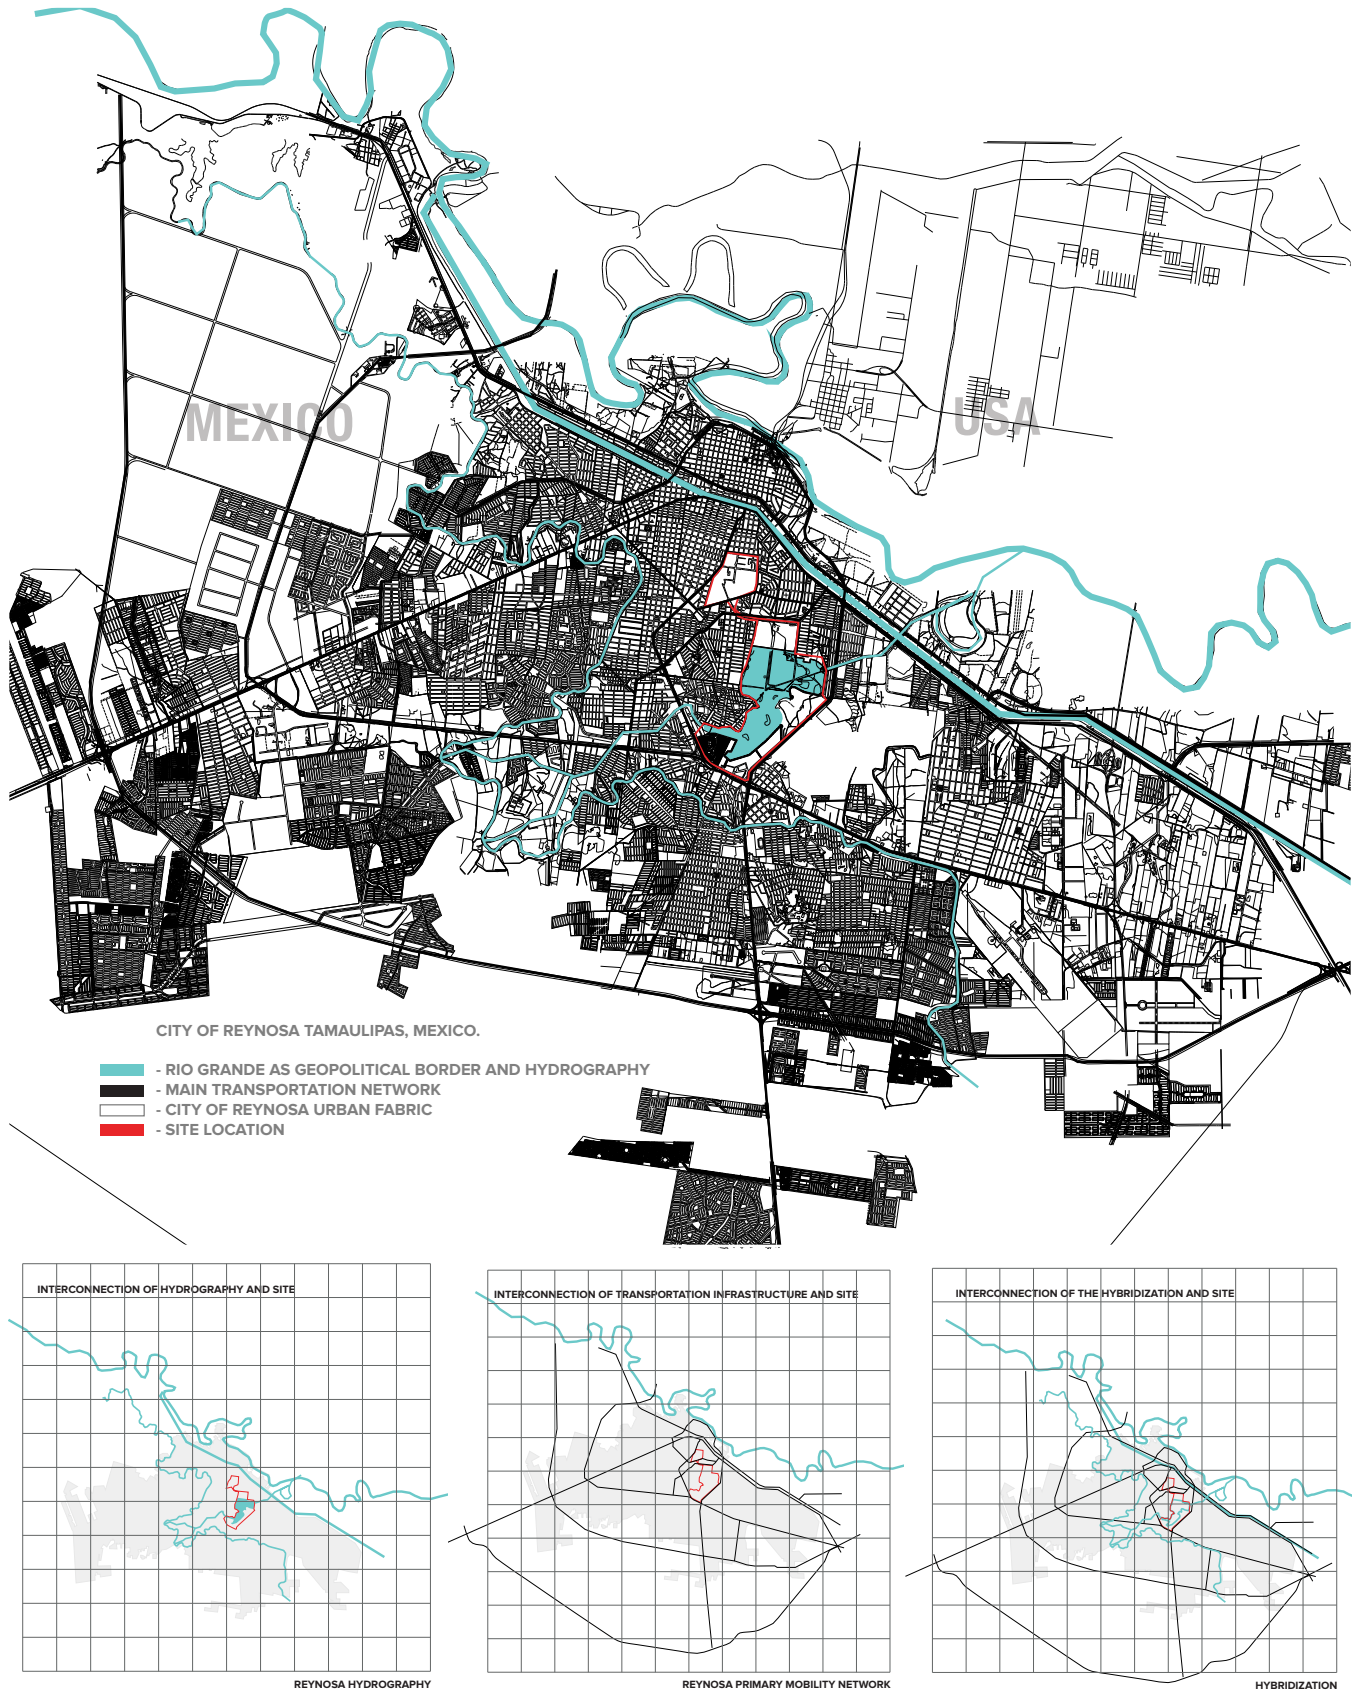 MEXICO
USA
CITY OF REYNOSA TAMAULIPAS, MEXICO.
- RIO GRANDE AS GEOPOLITICAL BORDER AND HYDROGRAPHY
- MAIN TRANSPORTATION NETWORK
- CITY OF REYNOSA URBAN FABRIC
- SITE LOCATION
INTERCONNECTION OF HYDROGRAPHY AND SITE
REYNOSA HYDROGRAPHY
INTERCONNECTION OF TRANSPORTATION INFRASTRUCTURE AND SITE
REYNOSA PRIMARY MOBILITY NETWORK
INTERCONNECTION OF THE HYBRIDIZATION AND SITE
HYBRIDIZATION